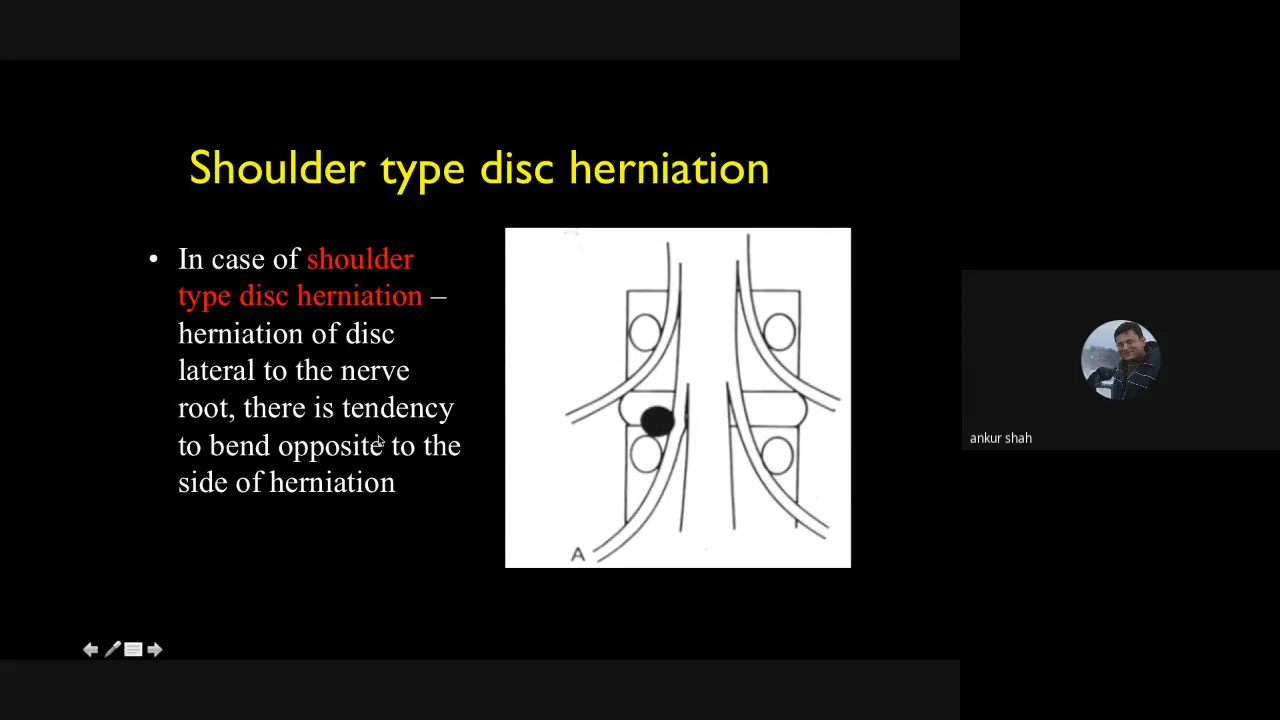 Shoulder type disc herniation
• In case of shoulder
type disc herniation –
herniation of disc
lateral to the nerve
root, there is tendency
to bend opposite to the
side of herniation
A
ankur shah